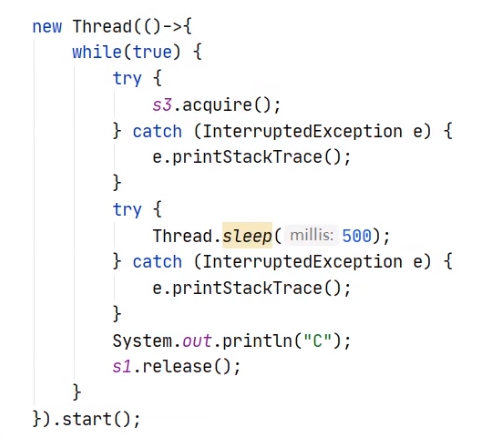 new Thread(()->{
    while(true) {
        try {
            s3.acquire();
        } catch (InterruptedException e) {
            e.printStackTrace();
        }
        try {
            Thread.sleep( millis: 500);
        } catch (InterruptedException e) {
            e.printStackTrace();
        }
        System.out.println("C");
        s1.release();
    }
}).start();